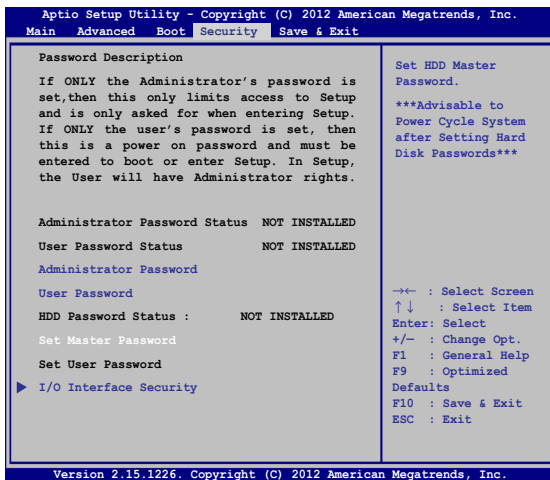 Aptio Setup Utility - Copyright (C) 2012 American Megatrends, Inc.
Main Advanced Boot Security Save & Exit
Password Description
If ONLY the Administrator's password is
set,then this only limits access to Setup
and is only asked for when entering Setup.
If ONLY the user's password is set, then
this is a power on password and must be
entered to boot or enter Setup. In Setup,
the User will have Administrator rights.
Administrator Password Status NOT INSTALLED
User Password Status NOT INSTALLED
Administrator Password
User Password
HDD Password Status : NOT INSTALLED
Set Master Password
Set User Password
I/O Interface Security
Set HDD Master
Password.
***Advisable to
Power Cycle System
after Setting Hard
Disk Passwords***
→← : Select Screen
↑↓ : Select Item
Enter: Select
+/— : Change Opt.
F1 : General Help
F9 : Optimized
Defaults
F10 : Save & Exit
ESC : Exit
Version 2.15.1226. Copyright (C) 2012 American Megatrends, Inc.